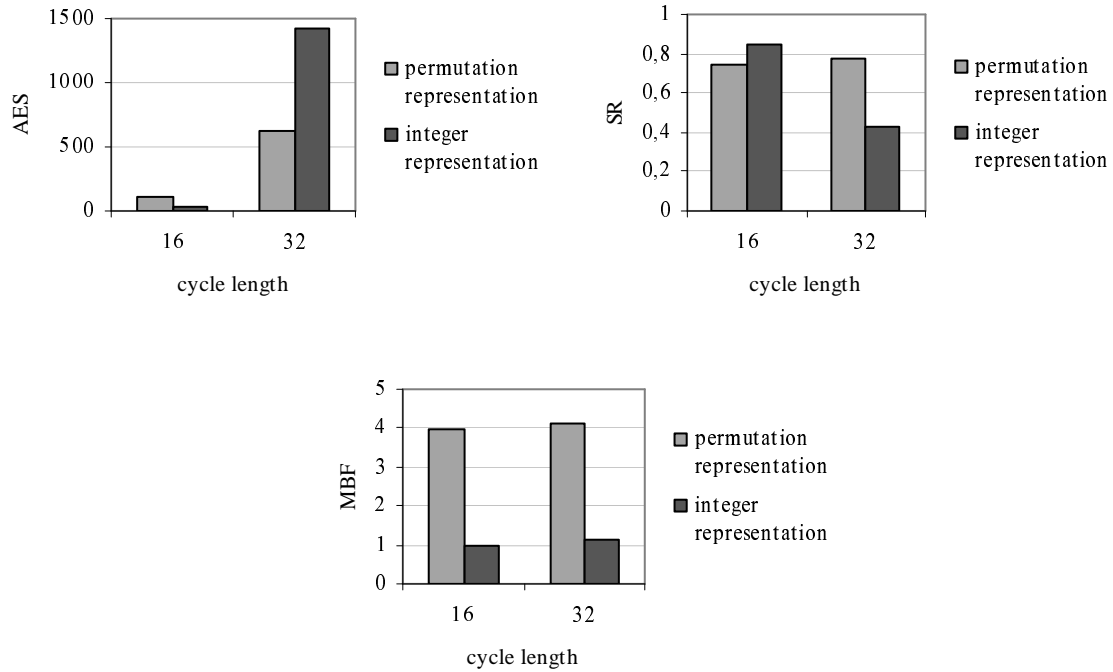 1500
1000
500
0
AES
16
32
cycle length
permutation
representation
integer
representation
1
0,8
0,6
0,4
0,2
0
SR
16
32
cycle length
permutation
representation
integer
representation
5
4
3
2
1
0
MBF
16
32
cycle length
permutation
representation
integer
representation